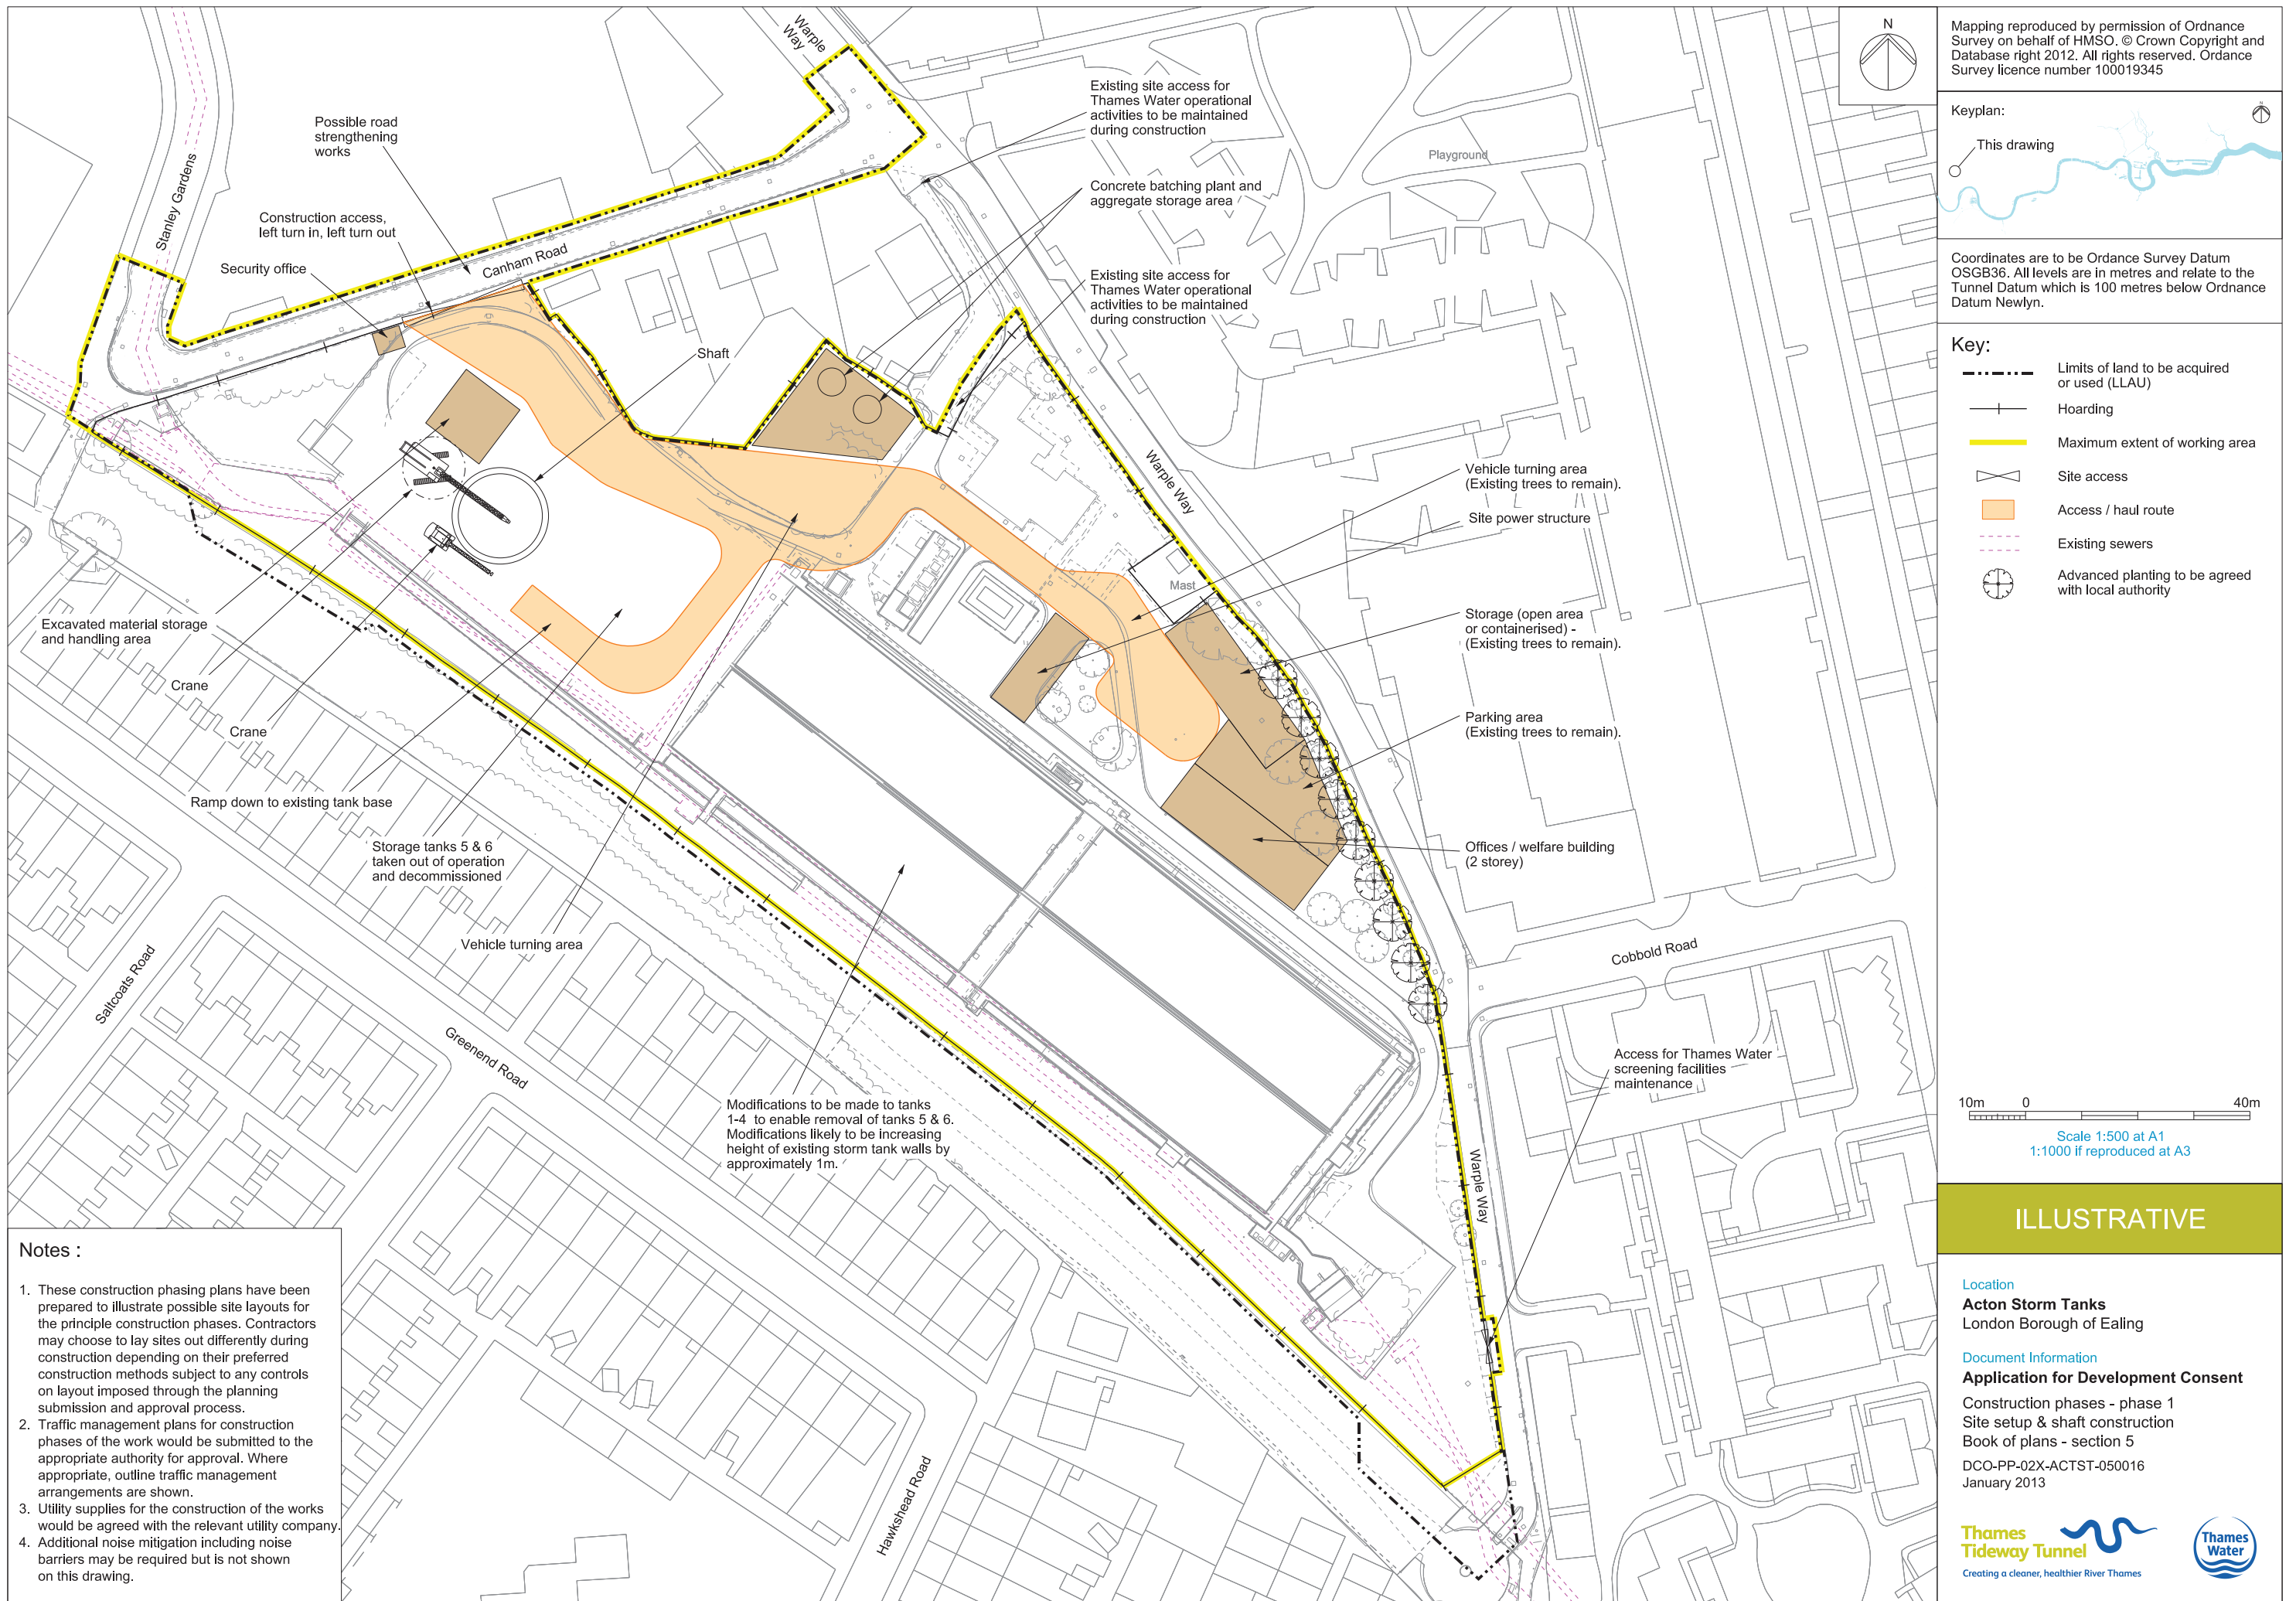 Warple
Way
N
Mapping reproduced by permission of Ordnance
Survey on behalf of HMSO. © Crown Copyright and
Database right 2012. All rights reserved. Ordance
Survey licence number 100019345
Keyplan:
N
This drawing
Coordinates are to be Ordance Survey Datum
OSGB36. All levels are in metres and relate to the
Tunnel Datum which is 100 metres below Ordnance
Datum Newlyn.
Key:
Limits of land to be acquired
or used (LLAU)
Hoarding
Maximum extent of working area
Site access
Access / haul route
Existing sewers
Advanced planting to be agreed
with local authority
Existing site access for
Thames Water operational
activities to be maintained
during construction
Possible road
strengthening
works
Playground
Concrete batching plant and
aggregate storage area
Stanley Gardens
Construction access,
left turn in, left turn out
Canham Road
Security office
Existing site access for
Thames Water operational
activities to be maintained
during construction
Shaft
Warple Way
Vehicle turning area
(Existing trees to remain).
Site power structure
Mast
Storage (open area
or containerised) -
(Existing trees to remain).
Excavated material storage
and handling area
Crane
Crane
Parking area
(Existing trees to remain).
Ramp down to existing tank base
Storage tanks 5 & 6
taken out of operation
and decommissioned
Offices / welfare building
(2 storey)
Vehicle turning area
Cobbold Road
Saltcoats Road
Greenend Road
Access for Thames Water
screening facilities
maintenance
Modifications to be made to tanks
1-4 to enable removal of tanks 5 & 6.
Modifications likely to be increasing
height of existing storm tank walls by
approximately 1m.
Warple Way
Hawkshead Road
Notes :
1. These construction phasing plans have been
prepared to illustrate possible site layouts for
the principle construction phases. Contractors
may choose to lay sites out differently during
construction depending on their preferred
construction methods subject to any controls
on layout imposed through the planning
submission and approval process.
2. Traffic management plans for construction
phases of the work would be submitted to the
appropriate authority for approval. Where
appropriate, outline traffic management
arrangements are shown.
3. Utility supplies for the construction of the works
would be agreed with the relevant utility company.
4. Additional noise mitigation including noise
barriers may be required but is not shown
on this drawing.
10m 0 40m
Scale 1:500 at A1
1:1000 if reproduced at A3
ILLUSTRATIVE
Location
Acton Storm Tanks
London Borough of Ealing
Document Information
Application for Development Consent
Construction phases - phase 1
Site setup & shaft construction
Book of plans - section 5
DCO-PP-02X-ACTST-050016
January 2013
Thames
Tideway Tunnel
Creating a cleaner, healthier River Thames
Thames
Water